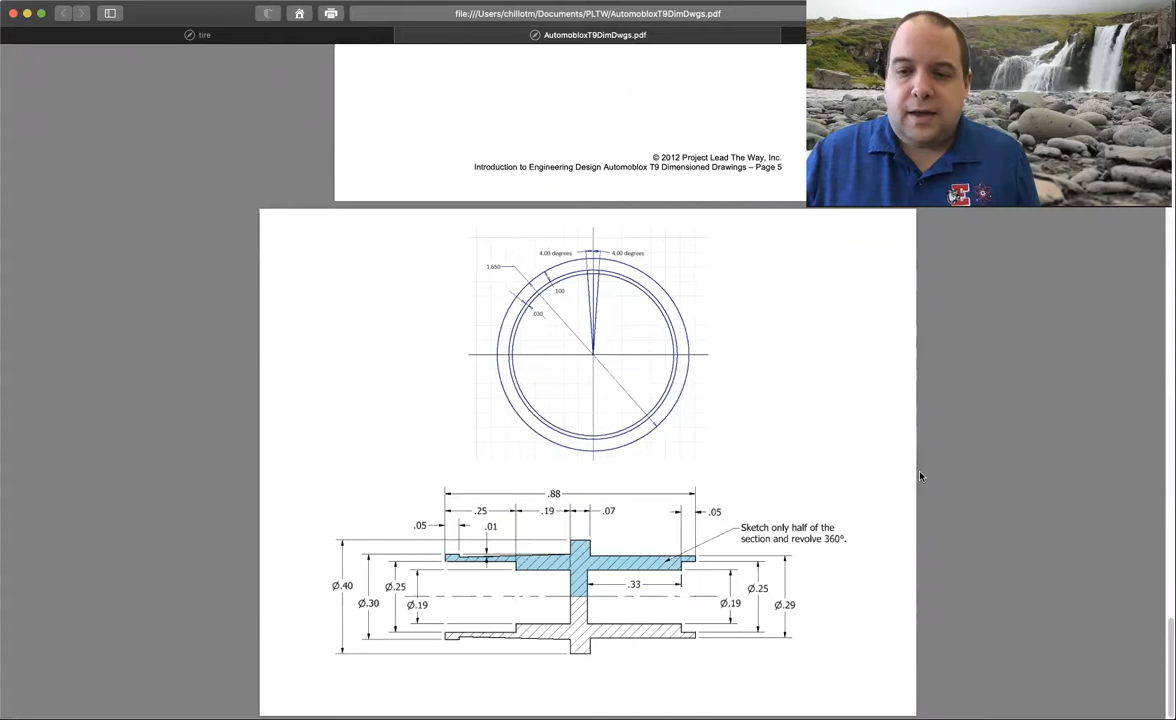 file:///Users/chillotm/Documents/PLTW/AutomobloxT9DimDwgs.pdf
tire
AutomobloxT9DimDwgs.pdf
© 2012 Project Lead The Way, Inc.
Introduction to Engineering Design Automoblox T9 Dimensioned Drawings – Page 5
4.00 degrees
4.00 degrees
1.650
.100
.030
.88
.25
.19
.07
.05
.05
.01
Sketch only half of the
section and revolve 360°.
Ø.40
Ø.30
Ø.25
Ø.19
.33
Ø.19
Ø.25
Ø.29
E